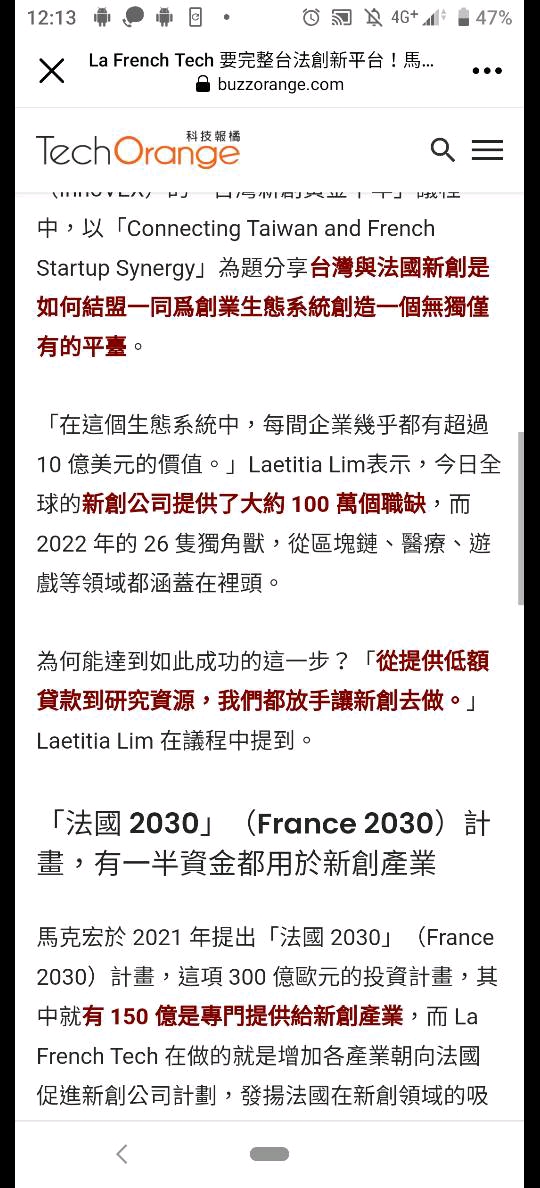 12:13
4G+
47%
La French Tech 要完整台法創新平台！馬...
buzzorange.com
科技報橘
TechOrange
（InnoVEX）的「台灣新創黃金十年」議程
中，以「Connecting Taiwan and French
Startup Synergy」為題分享台灣與法國新創是
如何結盟一同爲創業生態系統創造一個無獨僅
有的平臺。
「在這個生態系統中，每間企業幾乎都有超過
10 億美元的價值。」Laetitia Lim表示，今日全
球的新創公司提供了大約 100 萬個職缺，而
2022 年的 26 隻獨角獸，從區塊鏈、醫療、遊
戲等領域都涵蓋在裡頭。
為何能達到如此成功的這一步？「從提供低額
貸款到研究資源，我們都放手讓新創去做。」
Laetitia Lim 在議程中提到。
「法國 2030」（France 2030）計
畫，有一半資金都用於新創產業
馬克宏於 2021 年提出「法國 2030」（France
2030）計畫，這項 300 億歐元的投資計畫，其
中就有 150 億是專門提供給新創產業，而 La
French Tech 在做的就是增加各產業朝向法國
促進新創公司計劃，發揚法國在新創領域的吸